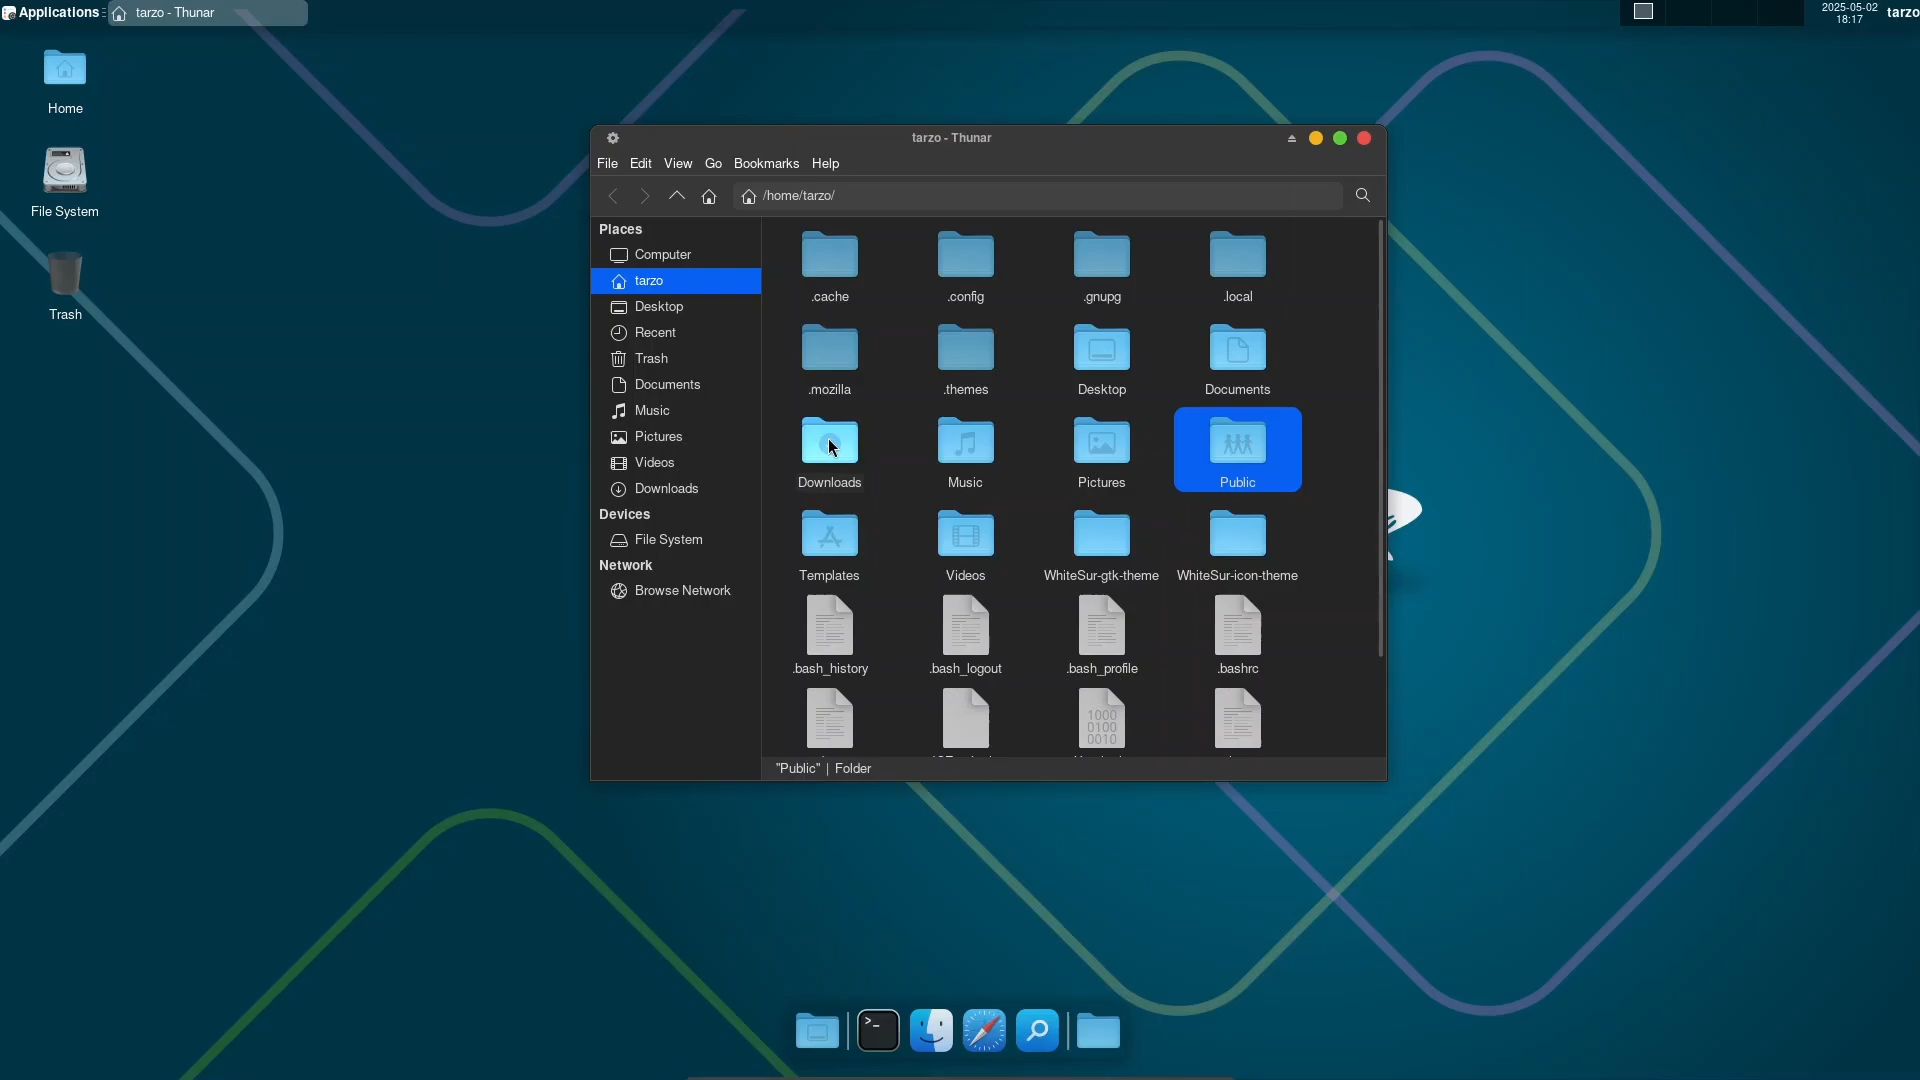 Applications
tarzo - Thunar
2025-05-02
18:17
tarzo
Home
File System
Trash
tarzo - Thunar
File Edit View Go Bookmarks Help
/home/tarzo/
Places
Computer
tarzo
Desktop
Recent
Trash
Documents
Music
Pictures
Videos
Downloads
Devices
File System
Network
Browse Network
.cache .config .gnupg .local
.mozilla .themes Desktop Documents
Downloads Music Pictures Public
Templates Videos WhiteSur-gtk-theme WhiteSur-icon-theme
.bash_history .bash_logout .bash_profile .bashrc
1000
0100
0010
"Public" | Folder
>_